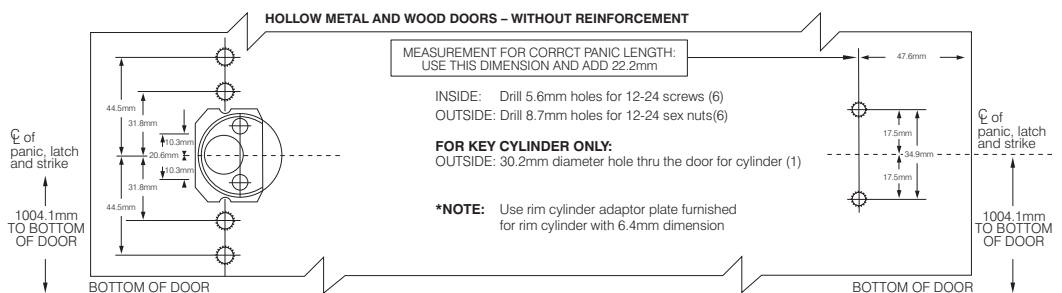 HOLLOW METAL AND WOOD DOORS – WITHOUT REINFORCEMENT
MEASUREMENT FOR CORRCT PANIC LENGTH:
USE THIS DIMENSION AND ADD 22.2mm
47.6mm
INSIDE: Drill 5.6mm holes for 12-24 screws (6)
OUTSIDE: Drill 8.7mm holes for 12-24 sex nuts(6)
FOR KEY CYLINDER ONLY:
OUTSIDE: 30.2mm diameter hole thru the door for cylinder (1)
*NOTE: Use rim cylinder adaptor plate furnished
for rim cylinder with 6.4mm dimension
℄ of
panic, latch
and strike
1004.1mm
TO BOTTOM
OF DOOR
44.5mm
31.8mm
10.3mm
20.6mm
10.3mm
31.8mm
44.5mm
BOTTOM OF DOOR
17.5mm
34.9mm
17.5mm
℄ of
panic, latch
and strike
1004.1mm
TO BOTTOM
OF DOOR
BOTTOM OF DOOR